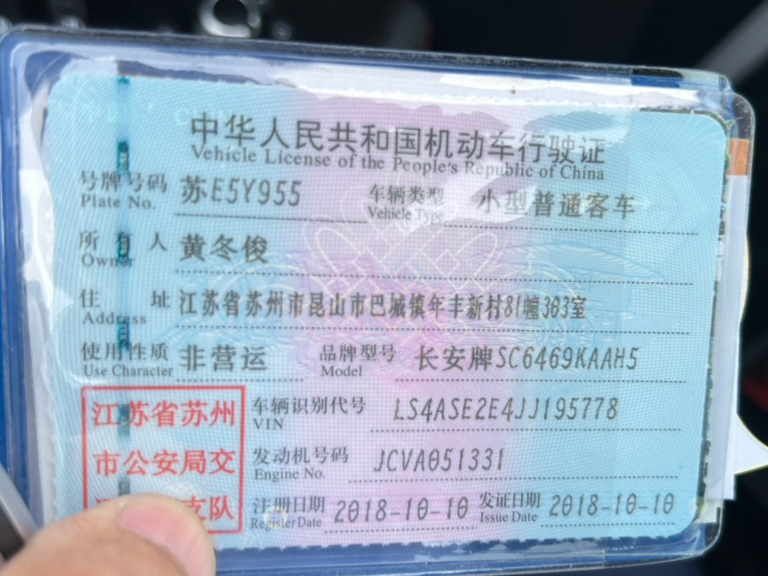 中华人民共和国机动车行驶证
Vehicle License of the People's Republic of China
号牌号码 苏E5Y955 车辆类型 小型普通客车
Plate No. Vehicle Type
所有人 黄冬俊
Owner
住址 江苏省苏州市昆山市巴城镇年丰新村81幢303室
Address
使用性质 非营运 品牌型号 长安牌SC6469KAAH5
Use Character Model
江苏省苏州 车辆识别代号 LS4ASE2E4JJ195778
VIN
市公安局交 发动机号码 JCVA051331
Engine No.
支队 注册日期 2018-10-10 发证日期 2018-10-10
Register Date Issue Date